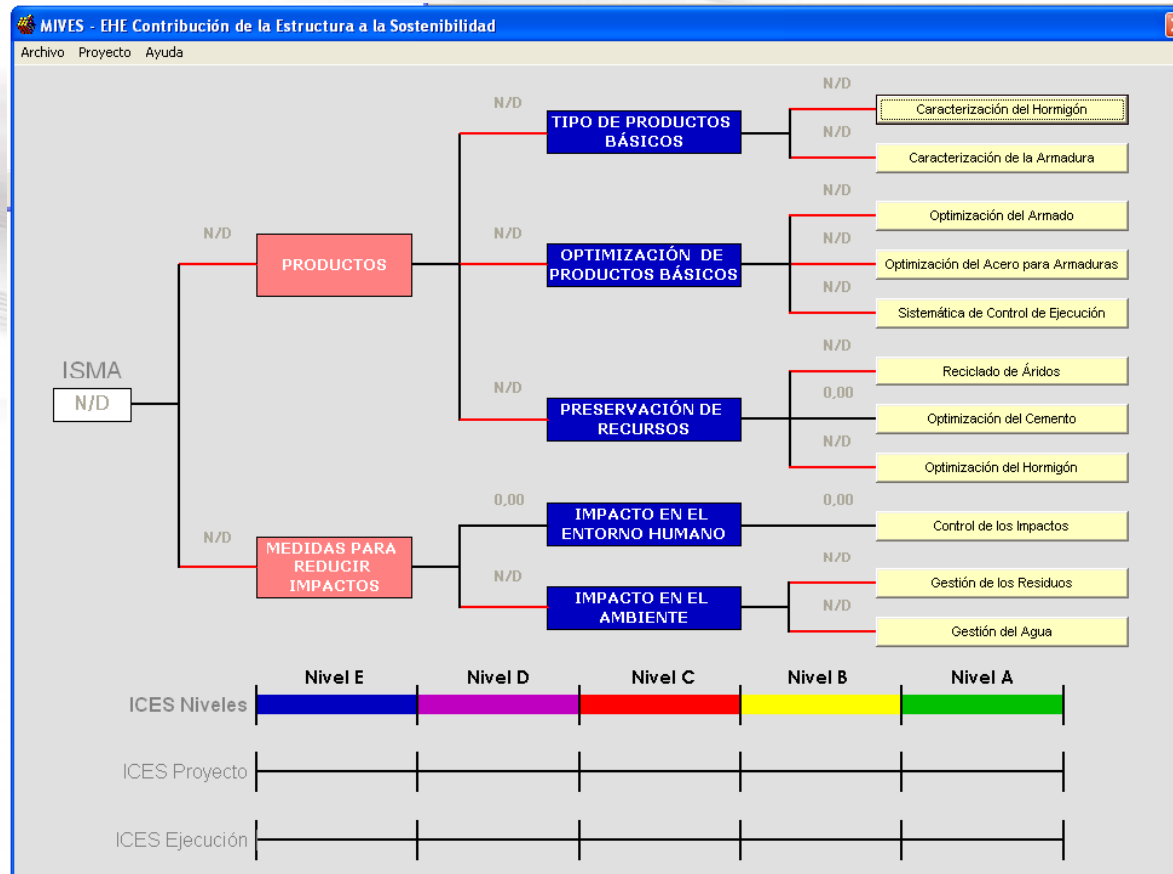 MIVES - EHE Contribución de la Estructura a la Sostenibilidad
Archivo Proyecto Ayuda
N/D
N/D
TIPO DE PRODUCTOS
BÁSICOS
Caracterización del Hormigón
N/D
Caracterización de la Armadura
N/D
N/D
PRODUCTOS
N/D
OPTIMIZACIÓN DE
PRODUCTOS BÁSICOS
Optimización del Armado
N/D
Optimización del Acero para Armaduras
N/D
Sistemática de Control de Ejecución
ISMA
N/D
N/D
PRESERVACIÓN DE
RECURSOS
N/D
Reciclado de Áridos
0,00
Optimización del Cemento
N/D
Optimización del Hormigón
N/D
MEDIDAS PARA
REDUCIR
IMPACTOS
0,00
IMPACTO EN EL
ENTORNO HUMANO
0,00
Control de los Impactos
N/D
IMPACTO EN EL
AMBIENTE
N/D
Gestión de los Residuos
N/D
Gestión del Agua
Nivel E Nivel D Nivel C Nivel B Nivel A
ICES Niveles
ICES Proyecto
ICES Ejecución